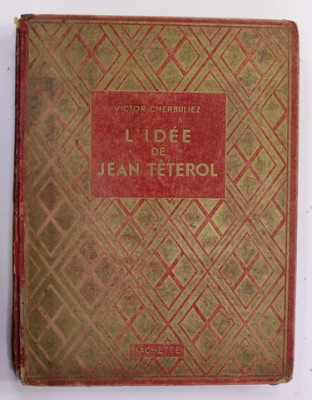 VICTOR CHERBULIEZ
L'IDÉE
DE
JEAN TÊTEROL
HACHETTE